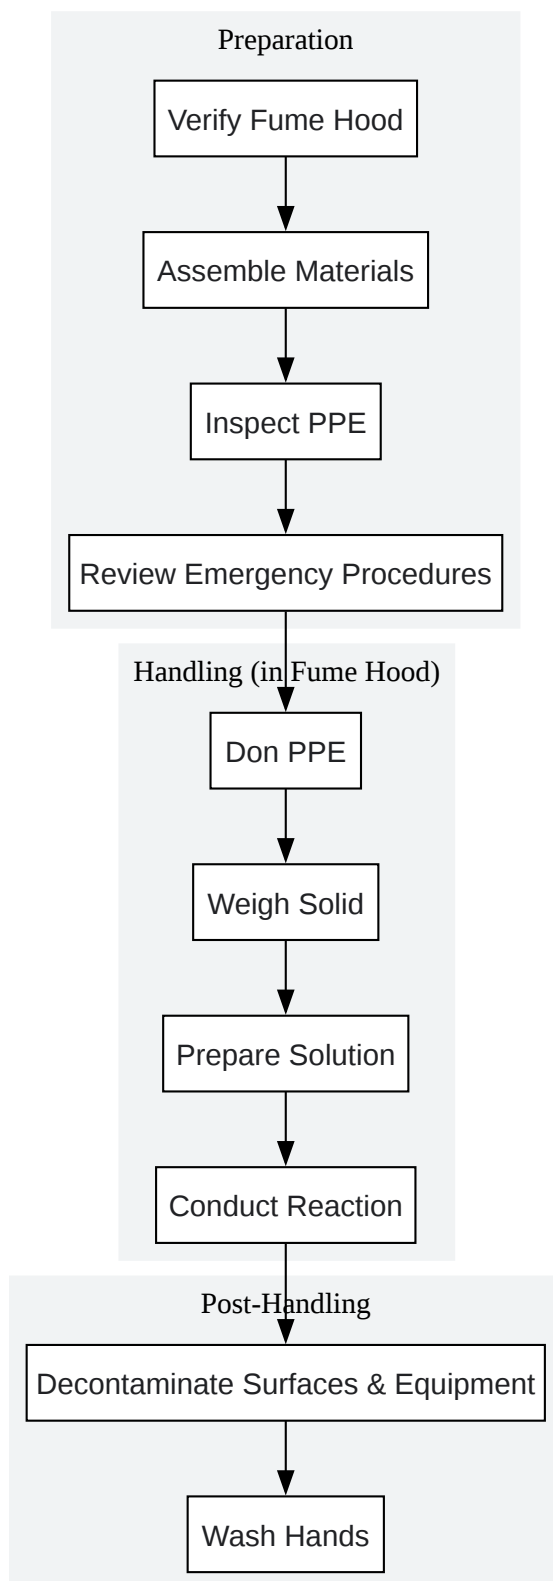 Preparation
Verify Fume Hood
Assemble Materials
Inspect PPE
Review Emergency Procedures
Handling (in Fume Hood)
Don PPE
Weigh Solid
Prepare Solution
Conduct Reaction
Post-Handling
Decontaminate Surfaces & Equipment
Wash Hands